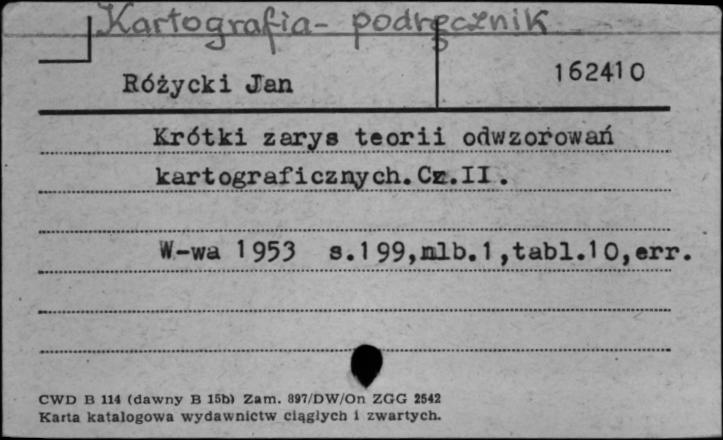 Kartografia - podręcznik
Różycki Jan
162410
Krótki zarys teorii odwzorowań
kartograficznych.Cz.II.
W-wa 1953 s.199,nlb.1,tabl.10,err.
CWD B 114 (dawny B 15b) Zam. 897/DW/On ZGG 2542
Karta katalogowa wydawnictw ciągłych i zwartych.